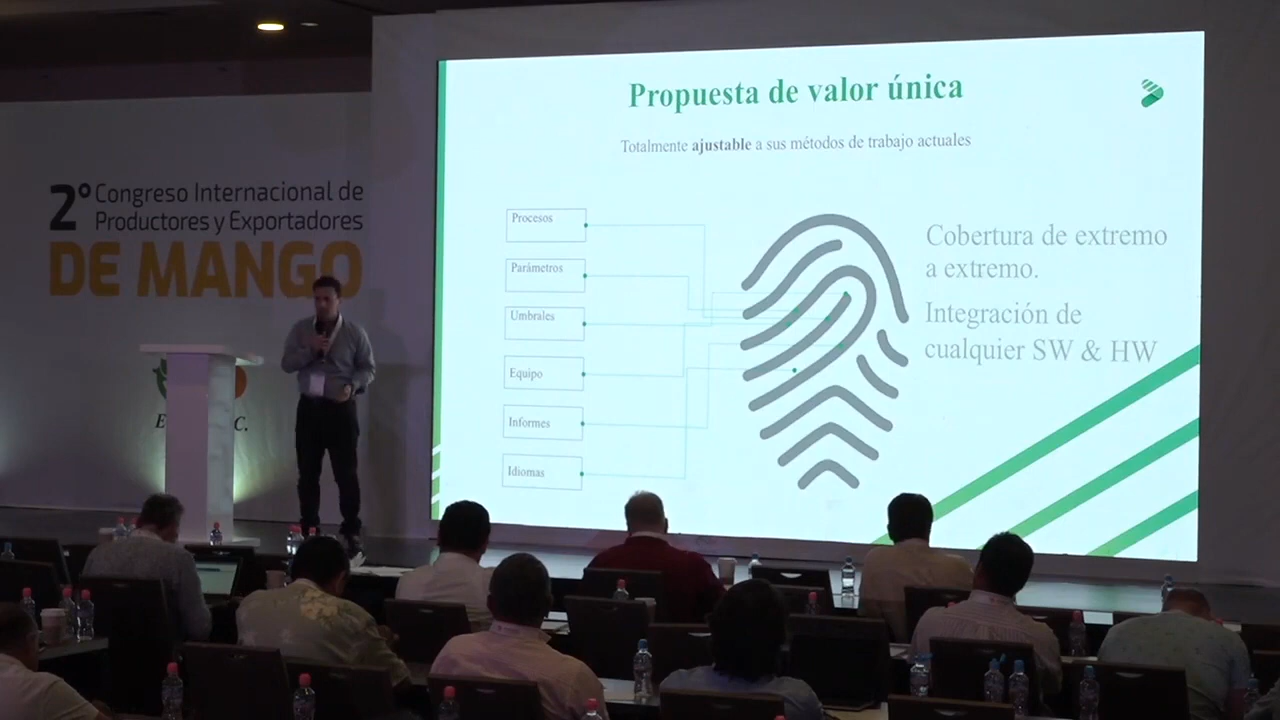 2° Congreso Internacional de
Productores y Exportadores
DE MANGO
Propuesta de valor única
Totalmente ajustable a sus métodos de trabajo actuales
Procesos
Parámetros
Umbrales
Equipo
Informes
Idiomas
Cobertura de extremo
a extremo.
Integración de
cualquier SW & HW